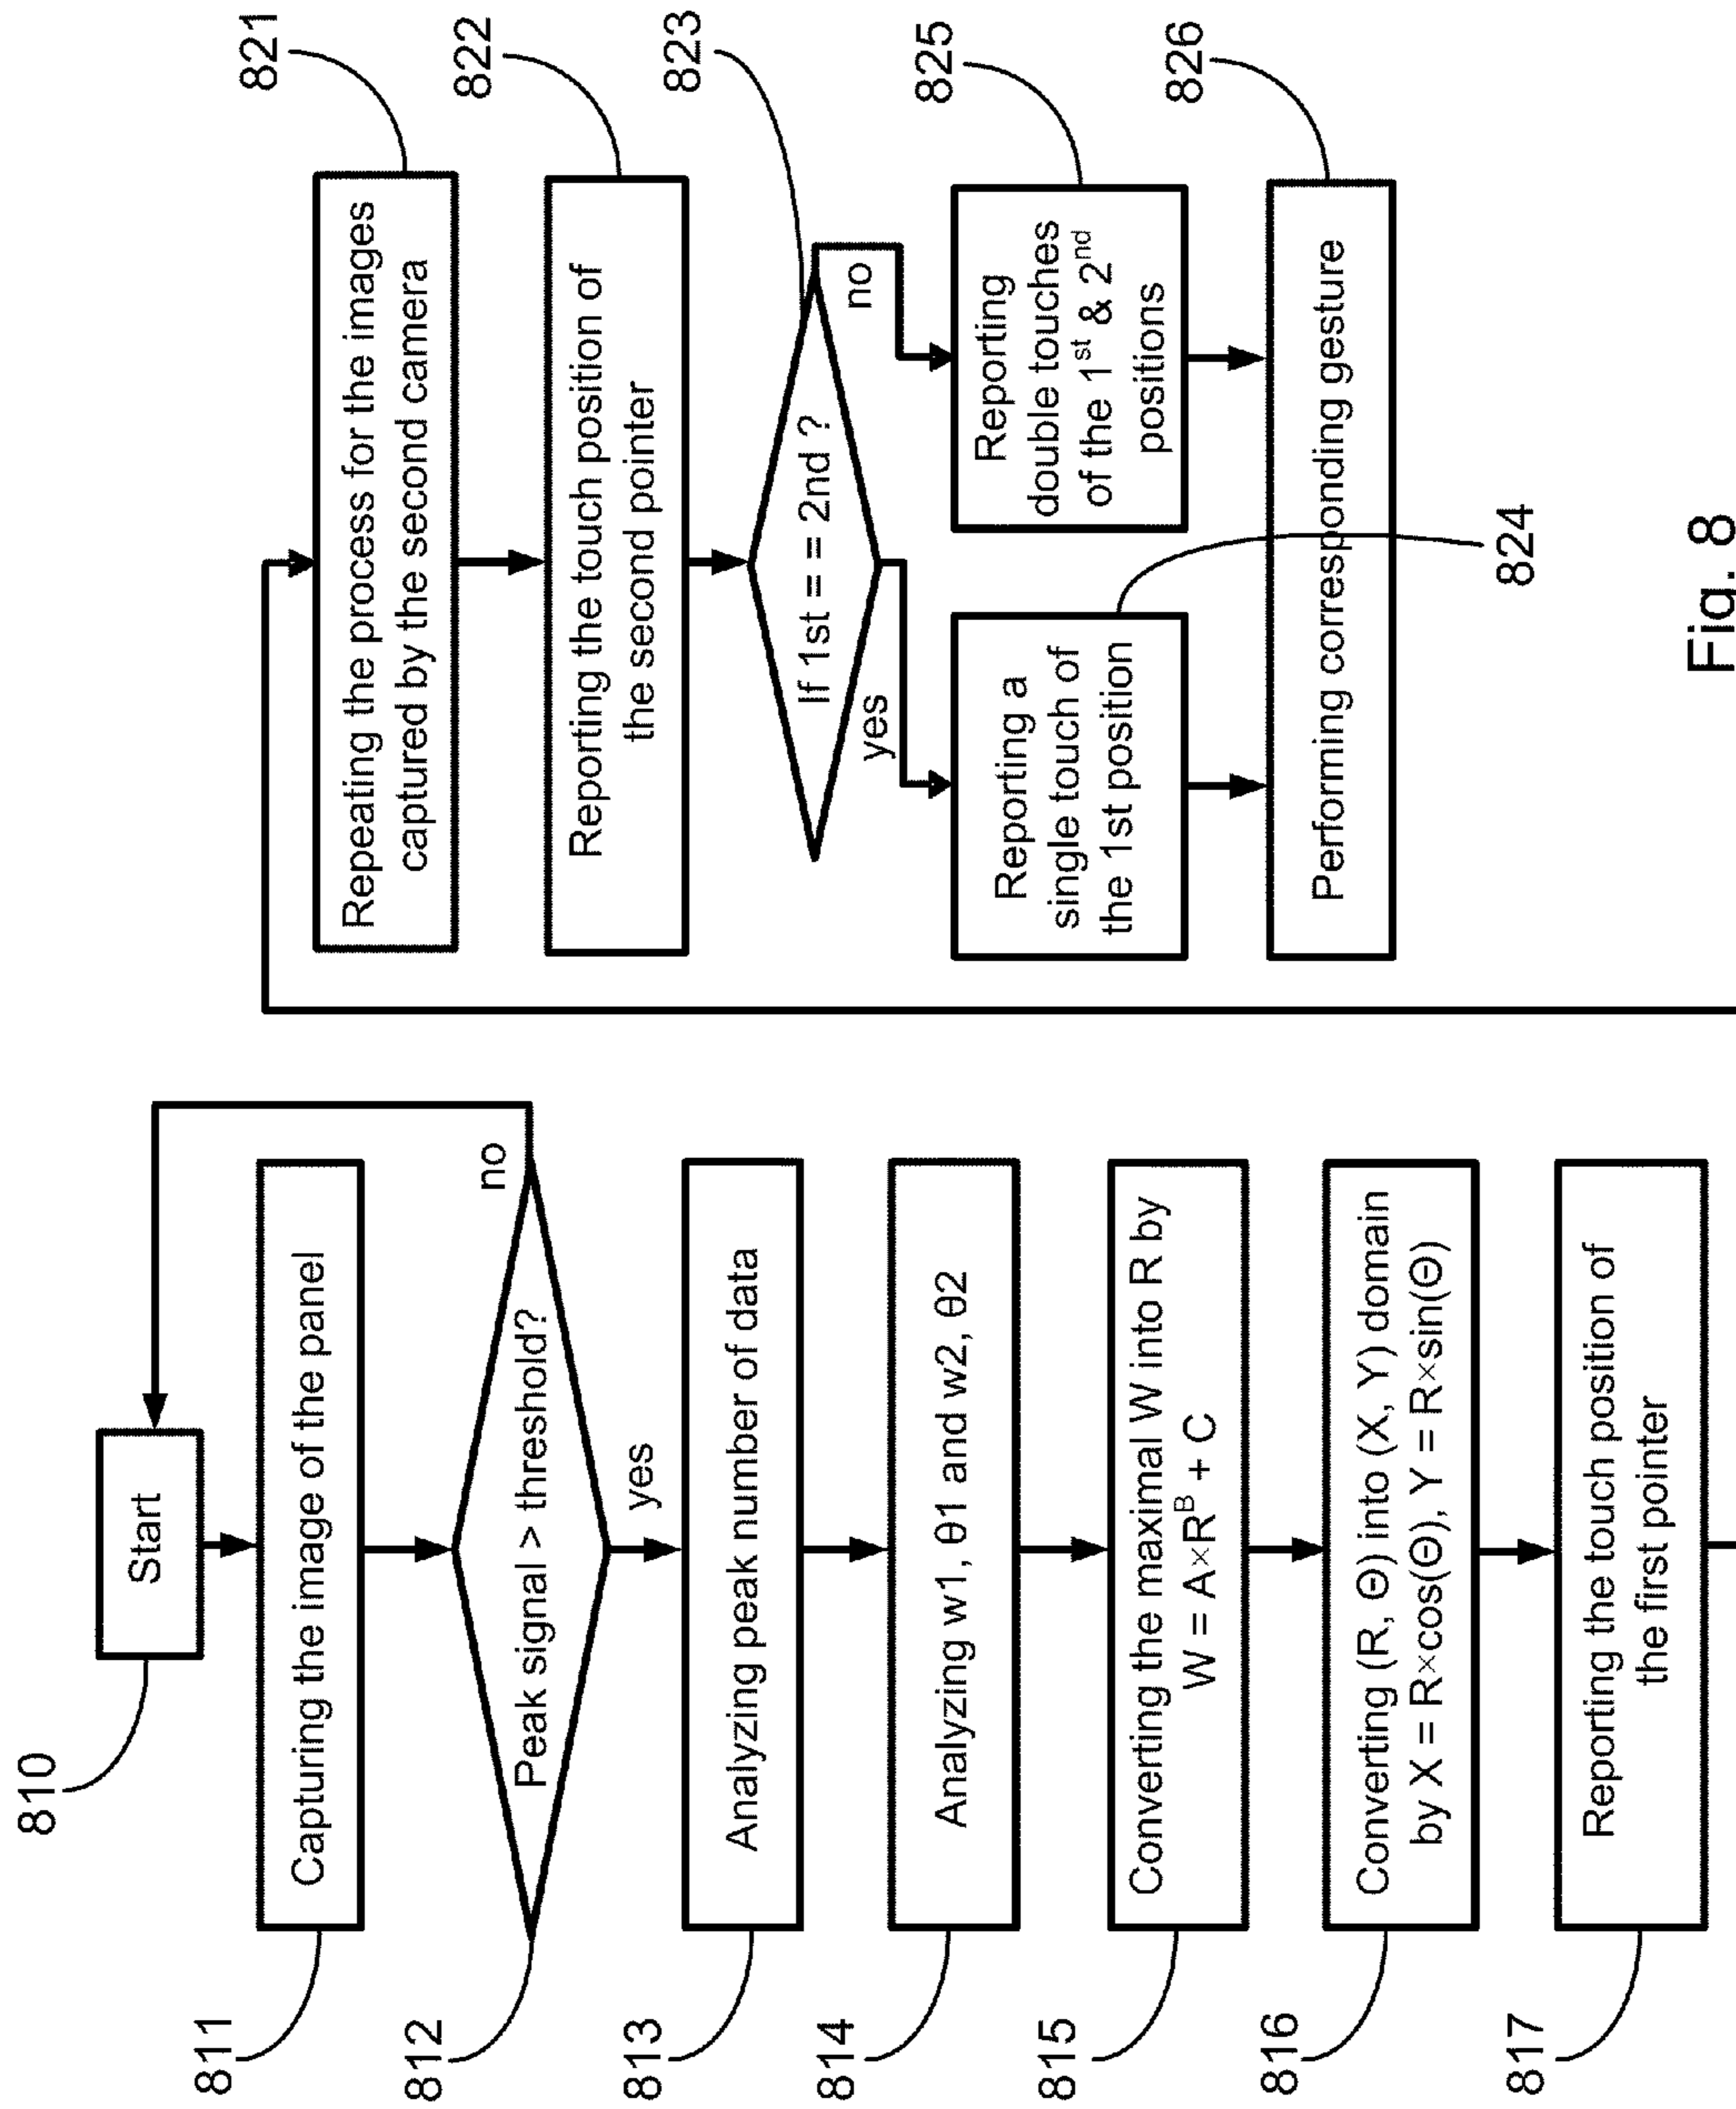 810
Start
811
Capturing the image of the panel
812
Peak signal > threshold?
no
yes
813
Analyzing peak number of data
814
Analyzing w1, θ1 and w2, θ2
815
Converting the maximal W into R by
W = A×R^B + C
816
Converting (R, Θ) into (X, Y) domain
by X = R×cos(Θ), Y = R×sin(Θ)
817
Reporting the touch position of
the first pointer
821
Repeating the process for the images
captured by the second camera
822
Reporting the touch position of
the second pointer
823
If 1st = = 2nd ?
yes
no
824
Reporting a
single touch of
the 1st position
825
Reporting
double touches
of the 1st & 2nd
positions
826
Performing corresponding gesture
Fig. 8